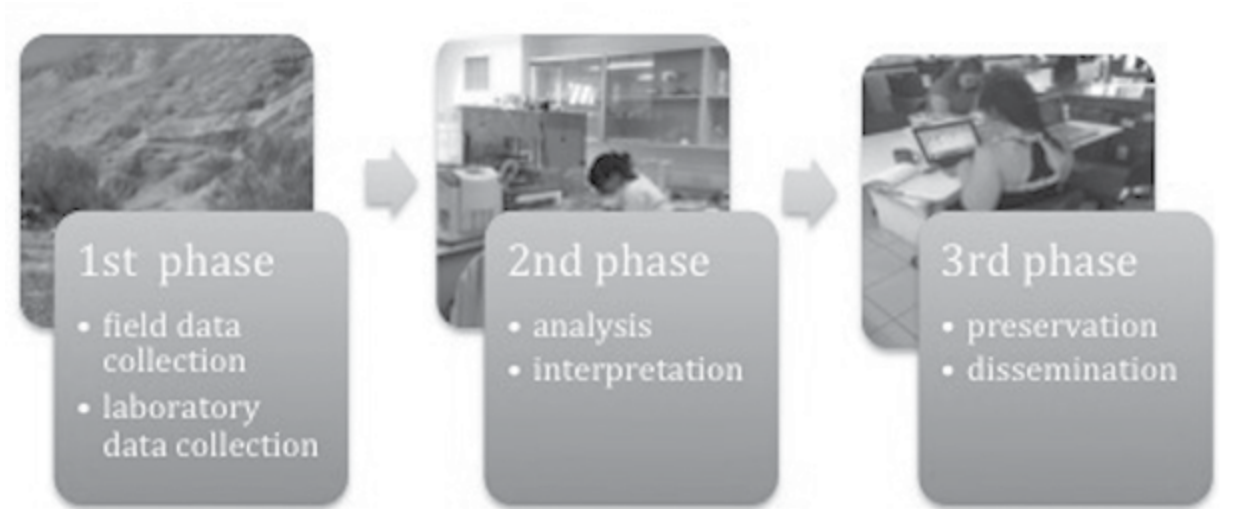 1st phase
• field data
collection
• laboratory
data collection
2nd phase
• analysis
• interpretation
3rd phase
• preservation
• dissemination